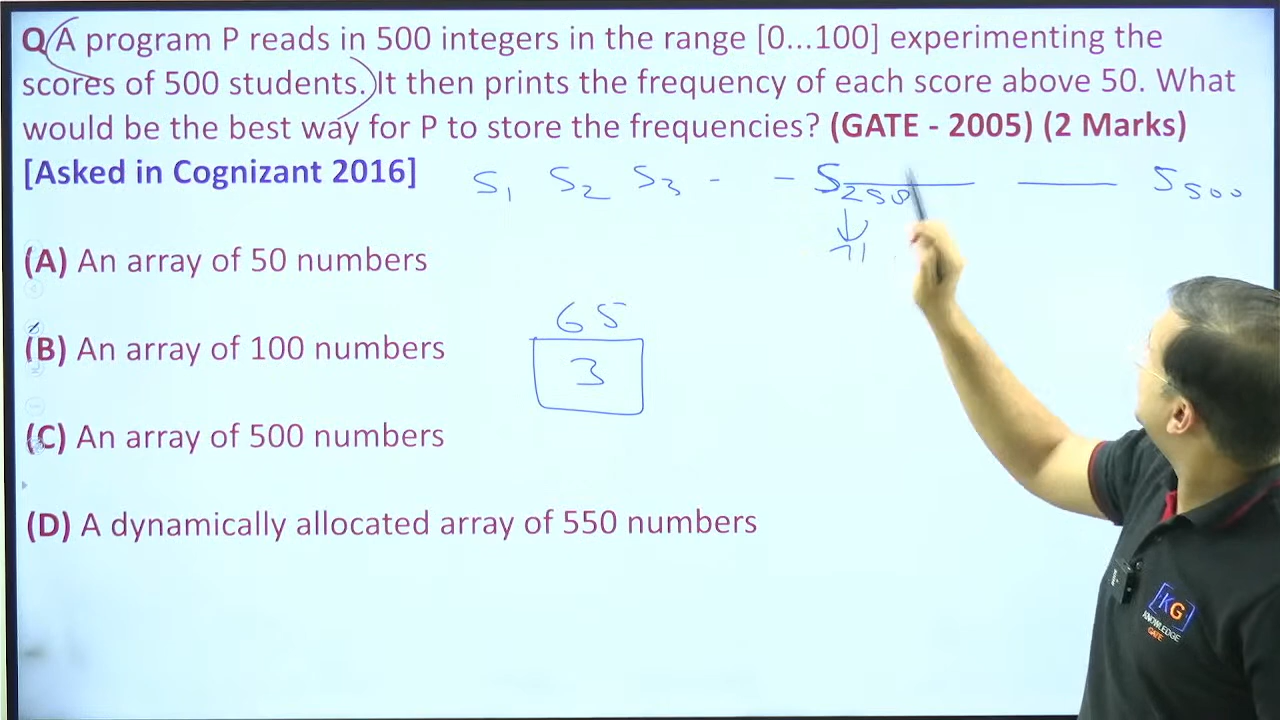 Q A program P reads in 500 integers in the range [0...100] experimenting the
scores of 500 students. It then prints the frequency of each score above 50. What
would be the best way for P to store the frequencies? (GATE - 2005) (2 Marks)
[Asked in Cognizant 2016]
S1 S2 S3 - - S250 S500
71
(A) An array of 50 numbers
65
(B) An array of 100 numbers
3
(C) An array of 500 numbers
(D) A dynamically allocated array of 550 numbers
KG
KNOWLEDGE
GATE